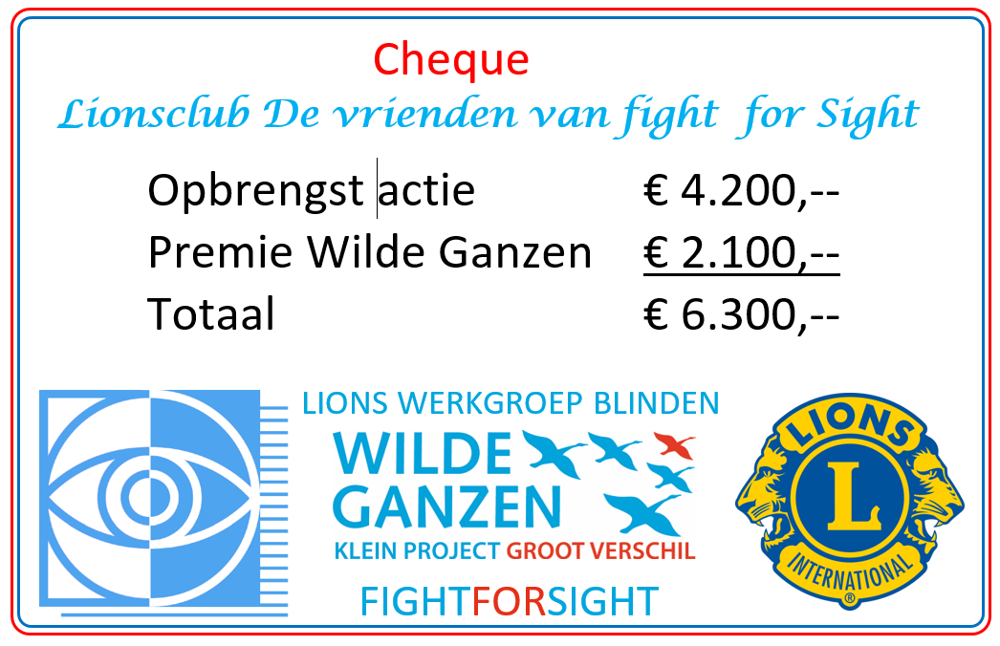 Cheque
Lionsclub De vrienden van fight for Sight
Opbrengst actie € 4.200,--
Premie Wilde Ganzen € 2.100,--
Totaal € 6.300,--
LIONS WERKGROEP BLINDEN
WILDE
GANZEN
KLEIN PROJECT GROOT VERSCHIL
FIGHTFORSIGHT
LIONS
L
INTERNATIONAL
®